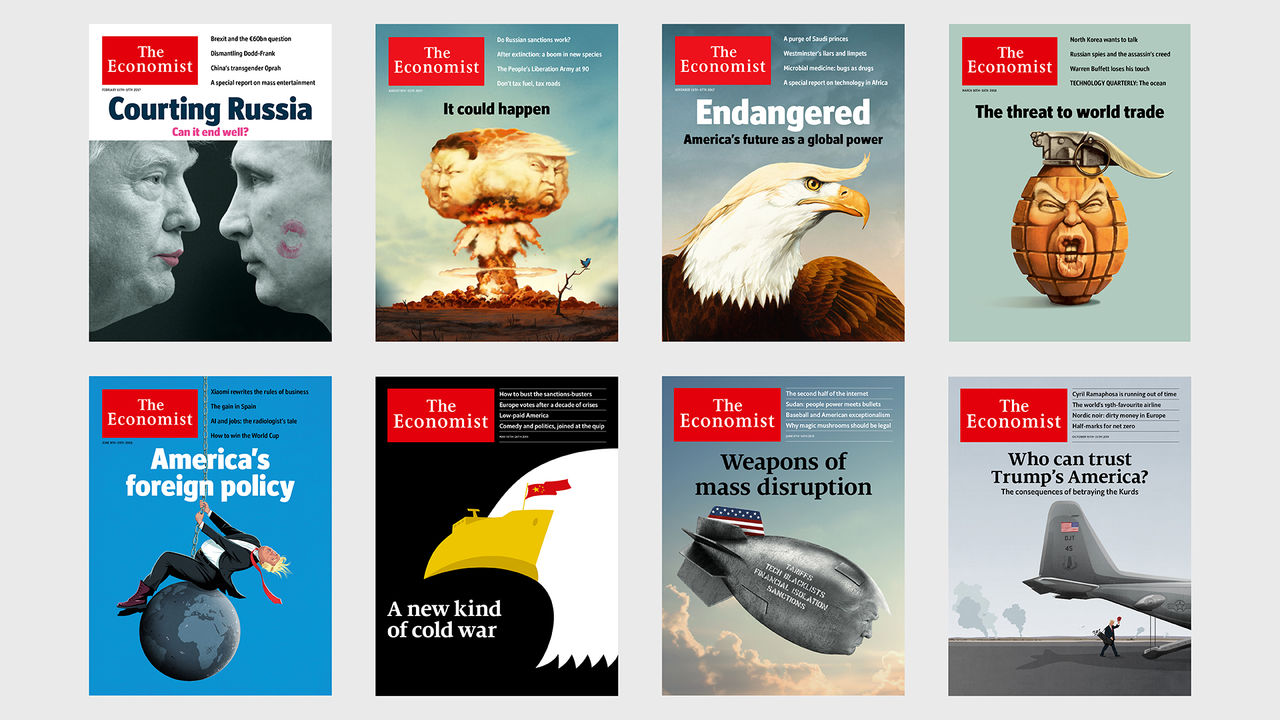 The
Economist
Brexit and the €60bn question
Dismantling Dodd-Frank
China's transgender Oprah
A special report on mass entertainment
FEBRUARY 11TH–17TH 2017
Courting Russia
Can it end well?
The
Economist
Do Russian sanctions work?
After extinction: a boom in new species
The People's Liberation Army at 90
Don't tax fuel, tax roads
It could happen
The
Economist
A purge of Saudi princes
Westminster's liars and limpets
Microbial medicine: bugs as drugs
A special report on technology in Africa
Endangered
America's future as a global power
The
Economist
North Korea wants to talk
Russian spies and the assassin's creed
Warren Buffett loses his touch
TECHNOLOGY QUARTERLY: The ocean
The threat to world trade
The
Economist
Xiaomi rewrites the rules of business
The gain in Spain
AI and jobs: the radiologist's tale
How to win the World Cup
America's
foreign policy
The
Economist
How to bust the sanctions-busters
Europe votes after a decade of crises
Low-paid America
Comedy and politics, joined at the quip
A new kind
of cold war
The
Economist
The second half of the internet
Sudan: people power meets bullets
Baseball and American exceptionalism
Why magic mushrooms should be legal
Weapons of
mass disruption
TARIFFS
TECH BLACKLISTS
FINANCIAL ISOLATION
SANCTIONS
The
Economist
Cyril Ramaphosa is running out of time
The world's 19th-favourite airline
Nordic noir: dirty money in Europe
Half-marks for net zero
Who can trust
Trump's America?
The consequences of betraying the Kurds
DJT
45